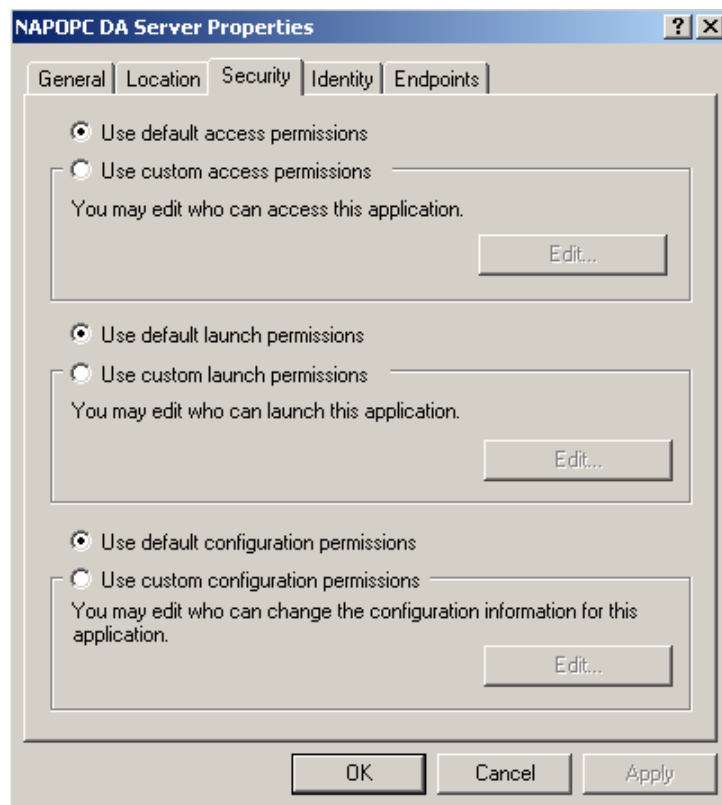 NAPOPC DA Server Properties
General Location Security Identity Endpoints
Use default access permissions
Use custom access permissions
You may edit who can access this application.
Edit...
Use default launch permissions
Use custom launch permissions
You may edit who can launch this application.
Edit...
Use default configuration permissions
Use custom configuration permissions
You may edit who can change the configuration information for this
application.
Edit...
OK Cancel Apply